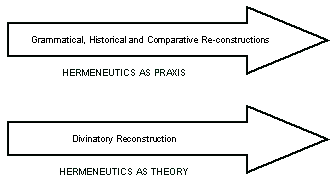 Grammatical, Historical and Comparative Re-constructions
HERMENEUTICS AS PRAXIS
Divinatory Reconstruction
HERMENEUTICS AS THEORY